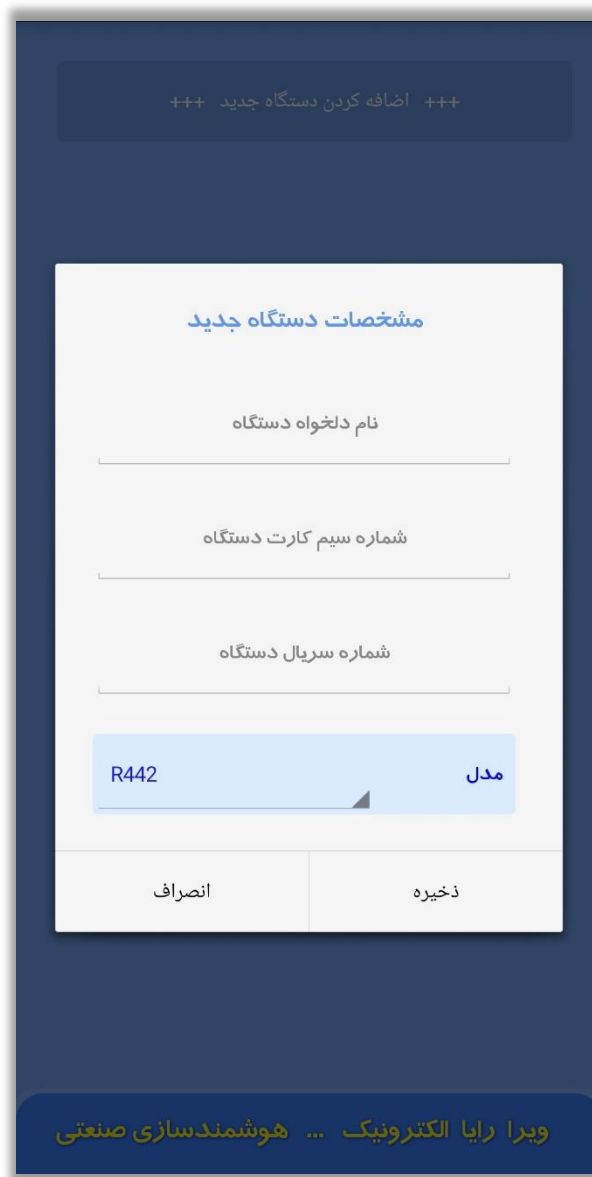 +++ اضافه کردن دستگاه جدید +++
مشخصات دستگاه جدید
نام دلخواه دستگاه
شماره سیم کارت دستگاه
شماره سریال دستگاه
مدل R442
ذخیره انصراف
ویرا رایا الکترونیک ... هوشمندسازی صنعتی